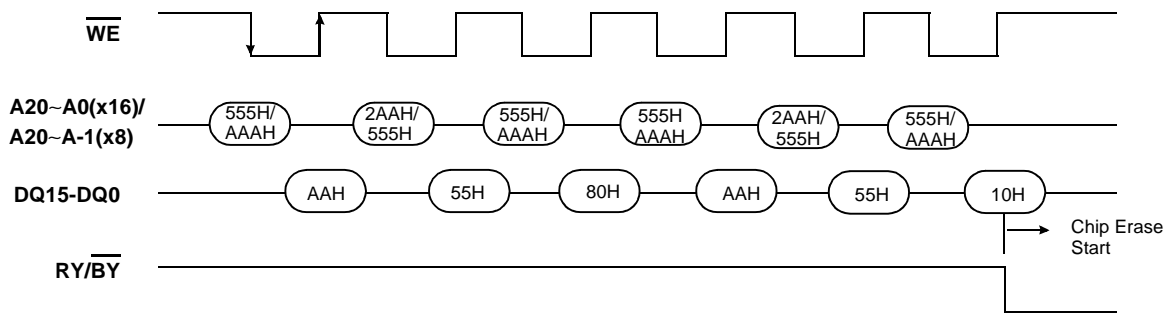 WE
A20~A0(x16)/
A20~A-1(x8)
555H/
AAAH
2AAH/
555H
555H/
AAAH
555H
AAAH
2AAH/
555H
555H/
AAAH
DQ15-DQ0
AAH
55H
80H
AAH
55H
10H
Chip Erase
Start
RY/BY